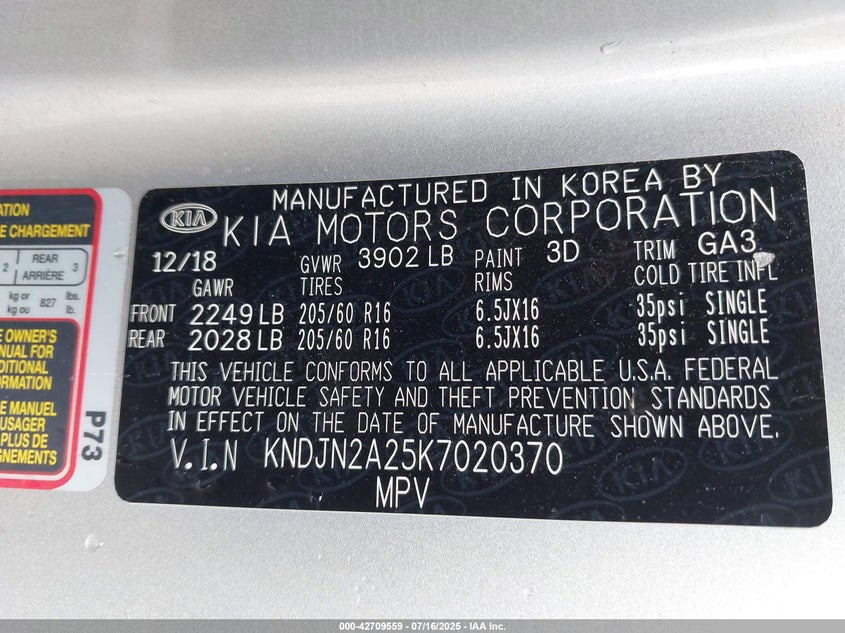 ATION
E CHARGEMENT
2 REAR ARRIÈRE 3
kg or kg ou 827 lbs. lb.
E OWNER'S
ANUAL FOR
DITIONAL
FORMATION
E MANUEL
USAGER
PLUS DE
GNEMENTS
P73
MANUFACTURED IN KOREA BY
KIA KIA MOTORS CORPORATION
12/18 GVWR 3902 LB PAINT 3D TRIM GA3
GAWR TIRES RIMS COLD TIRE INFL
FRONT 2249 LB 205/60 R16 6.5JX16 35psi SINGLE
REAR 2028 LB 205/60 R16 6.5JX16 35psi SINGLE
THIS VEHICLE CONFORMS TO ALL APPLICABLE U.S.A. FEDERAL
MOTOR VEHICLE SAFETY AND THEFT PREVENTION STANDARDS
IN EFFECT ON THE DATE OF MANUFACTURE SHOWN ABOVE.
V.I.N KNDJN2A25K7020370
MPV
000-42709559 - 07/16/2025 - IAA Inc.